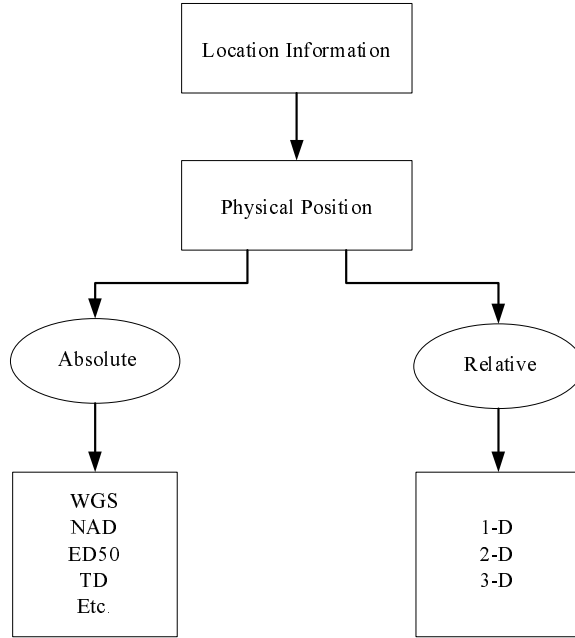 Location Information
Physical Position
Absolute
Relative
WGS
NAD
ED50
TD
Etc.
1-D
2-D
3-D